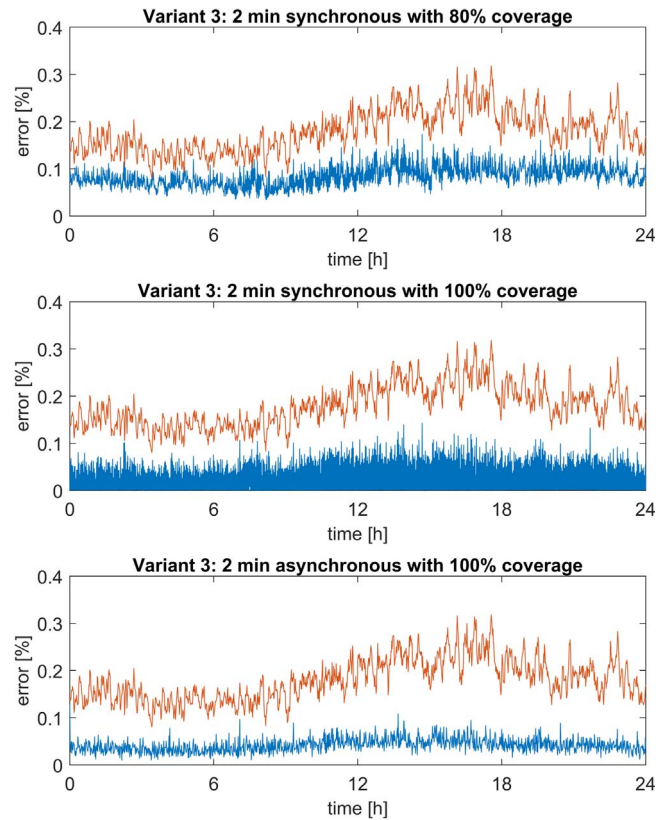 Variant 3: 2 min synchronous with 80% coverage
0.4
0.3
0.2
0.1
0
error [%]
0 6 12 18 24
time [h]
Variant 3: 2 min synchronous with 100% coverage
0.4
0.3
0.2
0.1
0
error [%]
0 6 12 18 24
time [h]
Variant 3: 2 min asynchronous with 100% coverage
0.4
0.3
0.2
0.1
0
error [%]
0 6 12 18 24
time [h]